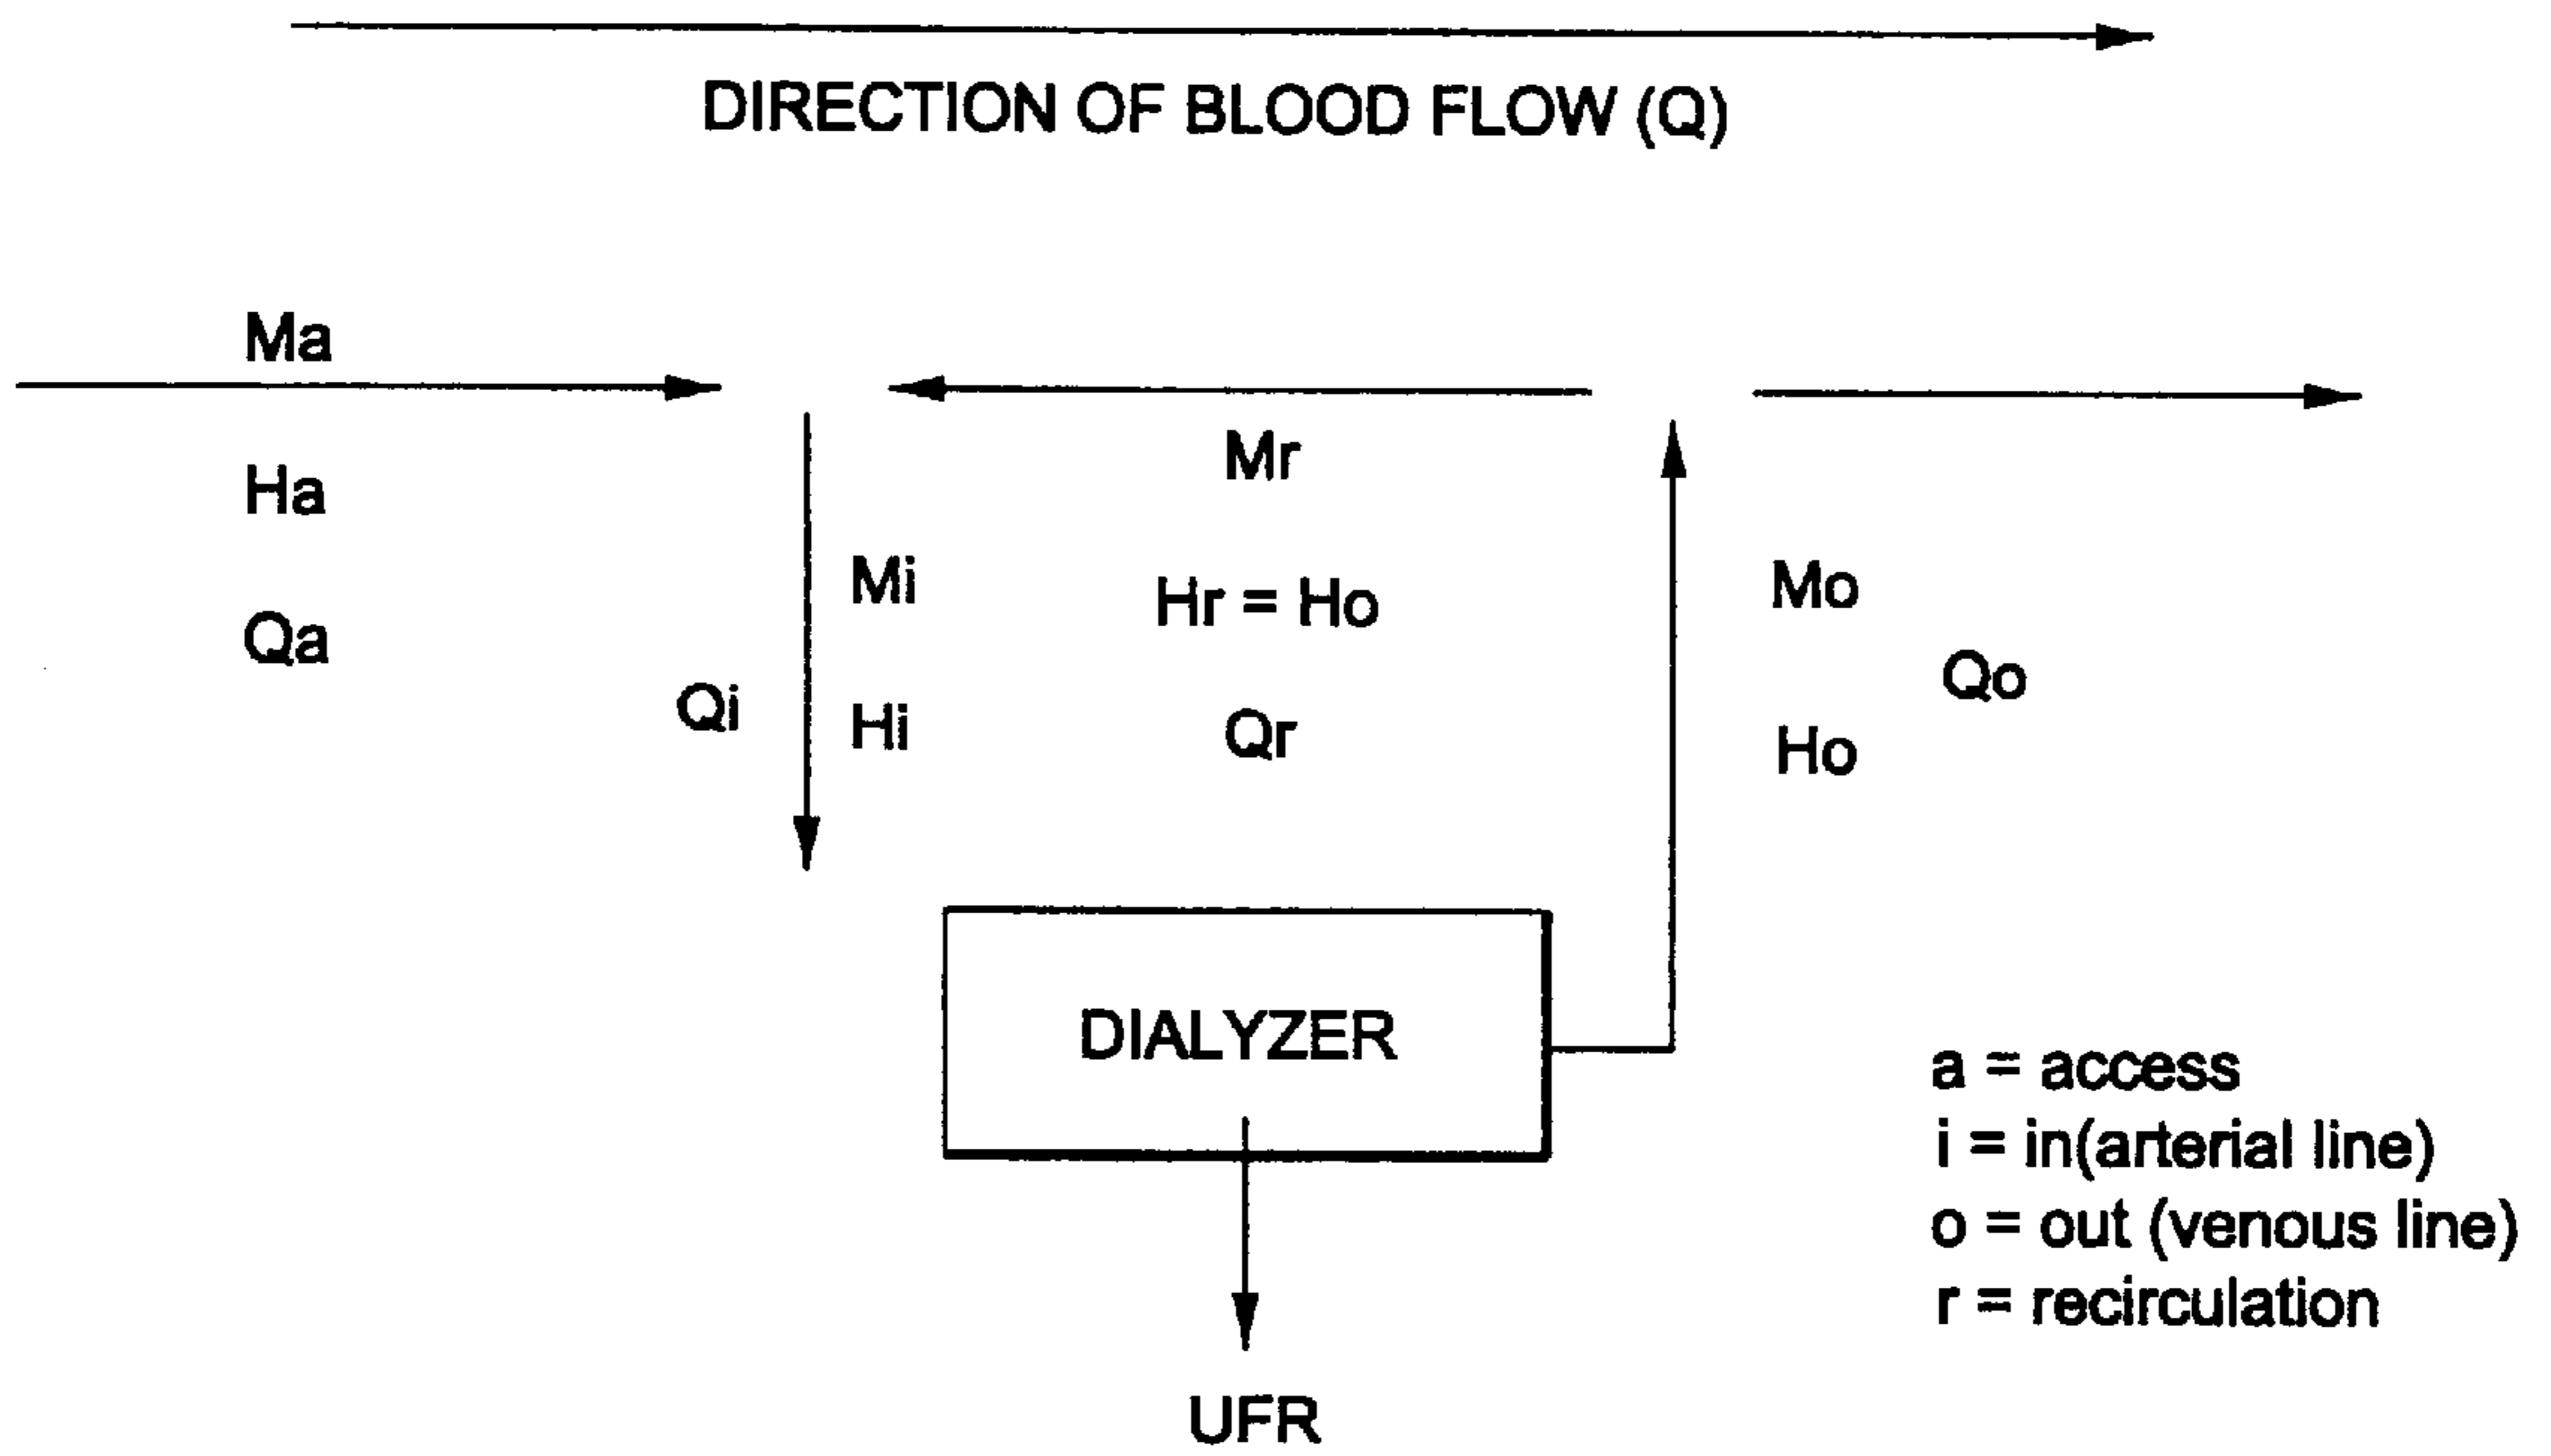 DIRECTION OF BLOOD FLOW (Q)
Ma
Ha
Qa
Mr
Hr = Ho
Qr
Mi
Qi
Hi
Mo
Qo
Ho
DIALYZER
UFR
a = access
i = in(arterial line)
o = out (venous line)
r = recirculation